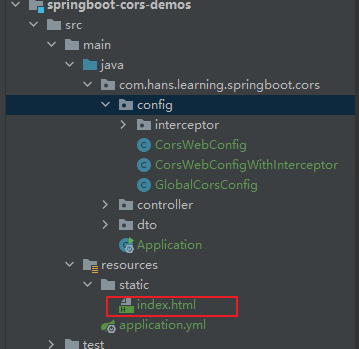 springboot-cors-demos
src
main
java
com.hans.learning.springboot.cors
config
interceptor
CorsWebConfig
CorsWebConfigWithInterceptor
GlobalCorsConfig
controller
dto
Application
resources
static
index.html
application.yml
test